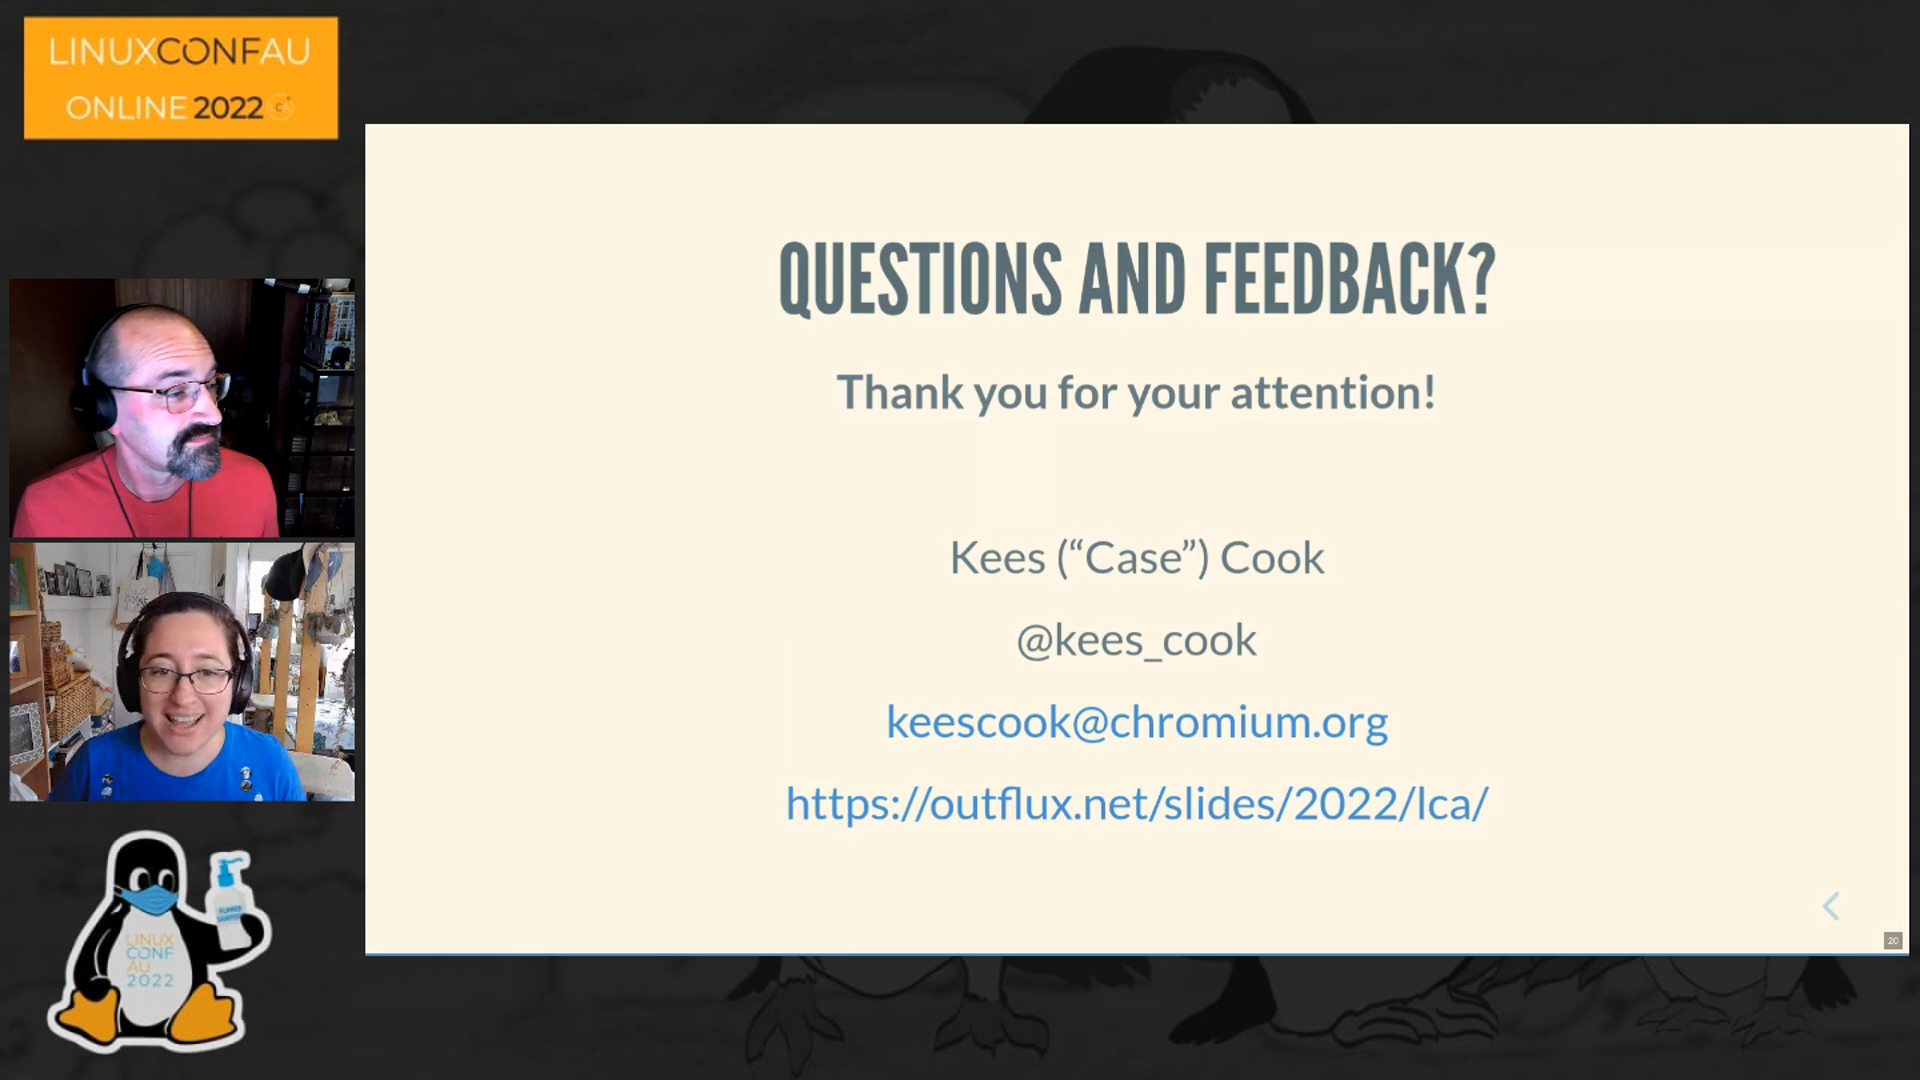 LINUXCONFAU
ONLINE 2022
QUESTIONS AND FEEDBACK?
Thank you for your attention!
Kees (“Case”) Cook
@kees_cook
keescook@chromium.org
https://outflux.net/slides/2022/lca/
20
LINUX
CONF
AU
2022